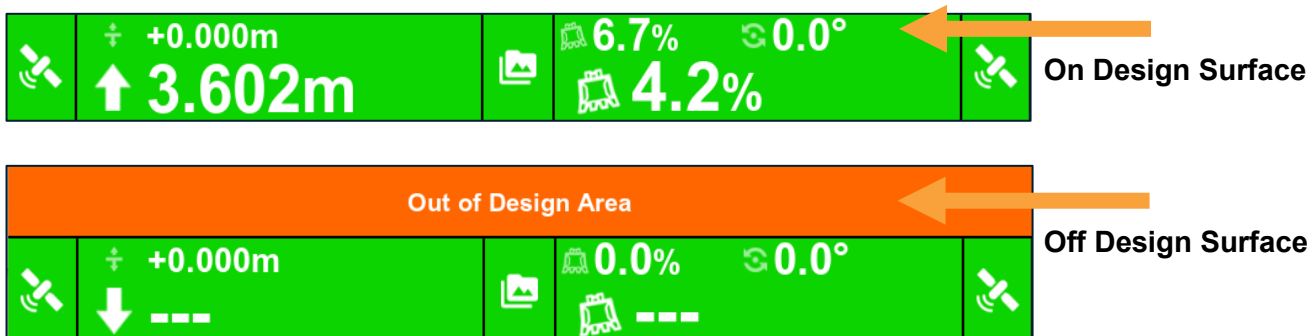 +0.000m 6.7% 0.0°
3.602m 4.2%
On Design Surface
Out of Design Area
+0.000m 0.0% 0.0°
--- ---
Off Design Surface